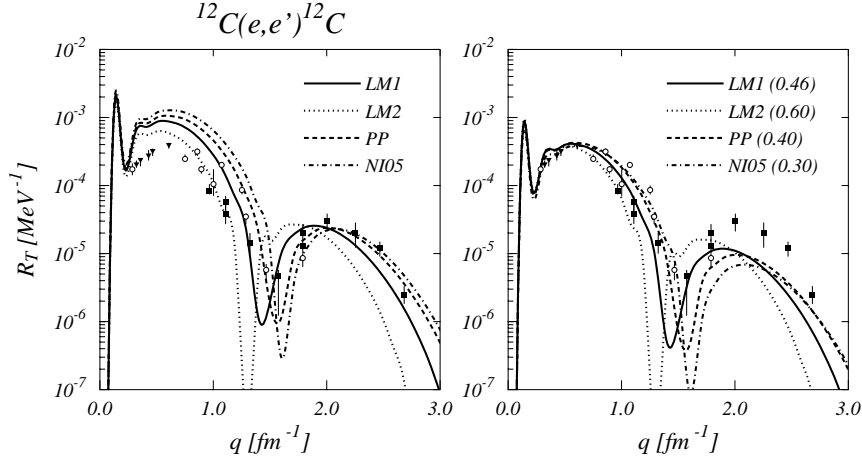 ¹²C(e,e')¹²C
R_T [MeV⁻¹]
10⁻²
10⁻³
10⁻⁴
10⁻⁵
10⁻⁶
10⁻⁷
LM1
LM2
PP
NI05
0.0 1.0 2.0 3.0
q [fm⁻¹]
10⁻²
10⁻³
10⁻⁴
10⁻⁵
10⁻⁶
10⁻⁷
LM1 (0.46)
LM2 (0.60)
PP (0.40)
NI05 (0.30)
0.0 1.0 2.0 3.0
q [fm⁻¹]